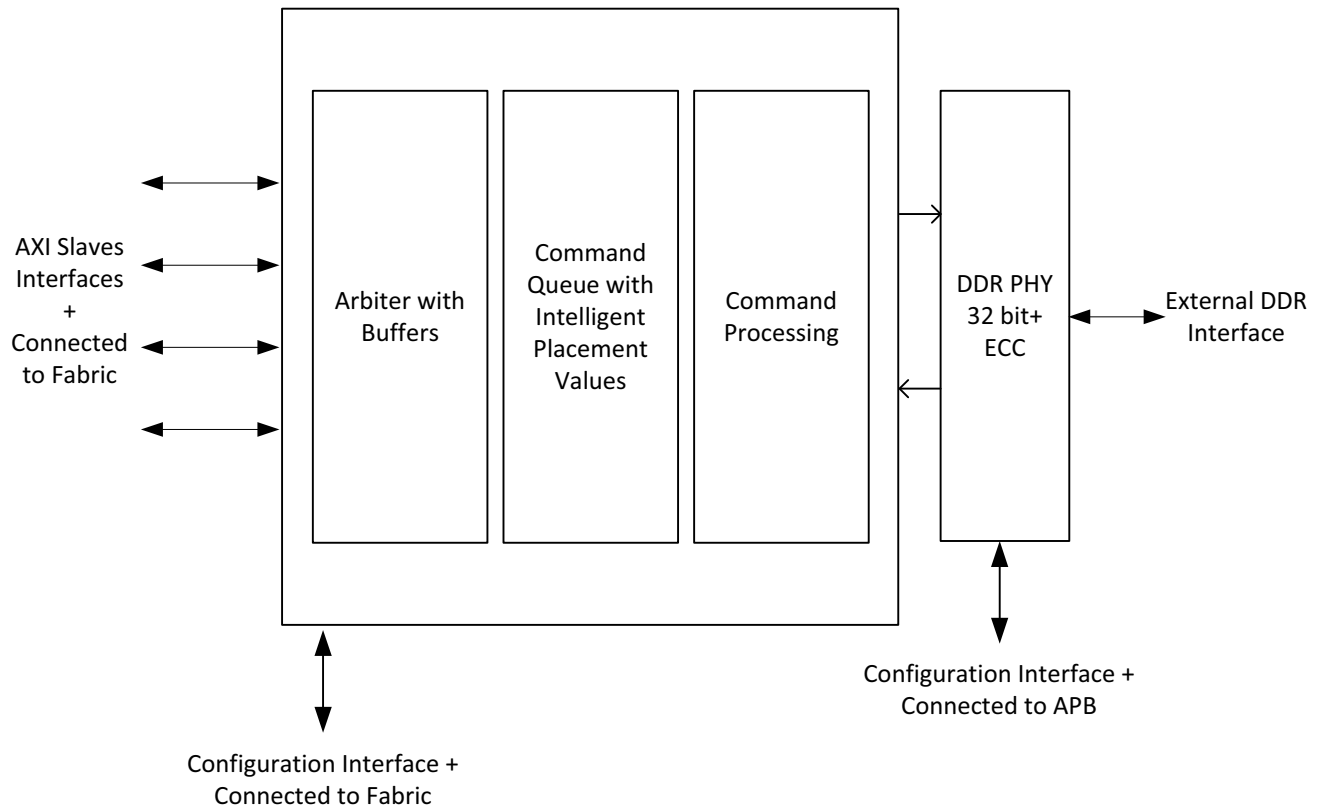 AXI Slaves
Interfaces
+
Connected
to Fabric
Arbiter with
Buffers
Command
Queue with
Intelligent
Placement
Values
Command
Processing
DDR PHY
32 bit+
ECC
External DDR
Interface
Configuration Interface +
Connected to APB
Configuration Interface +
Connected to Fabric